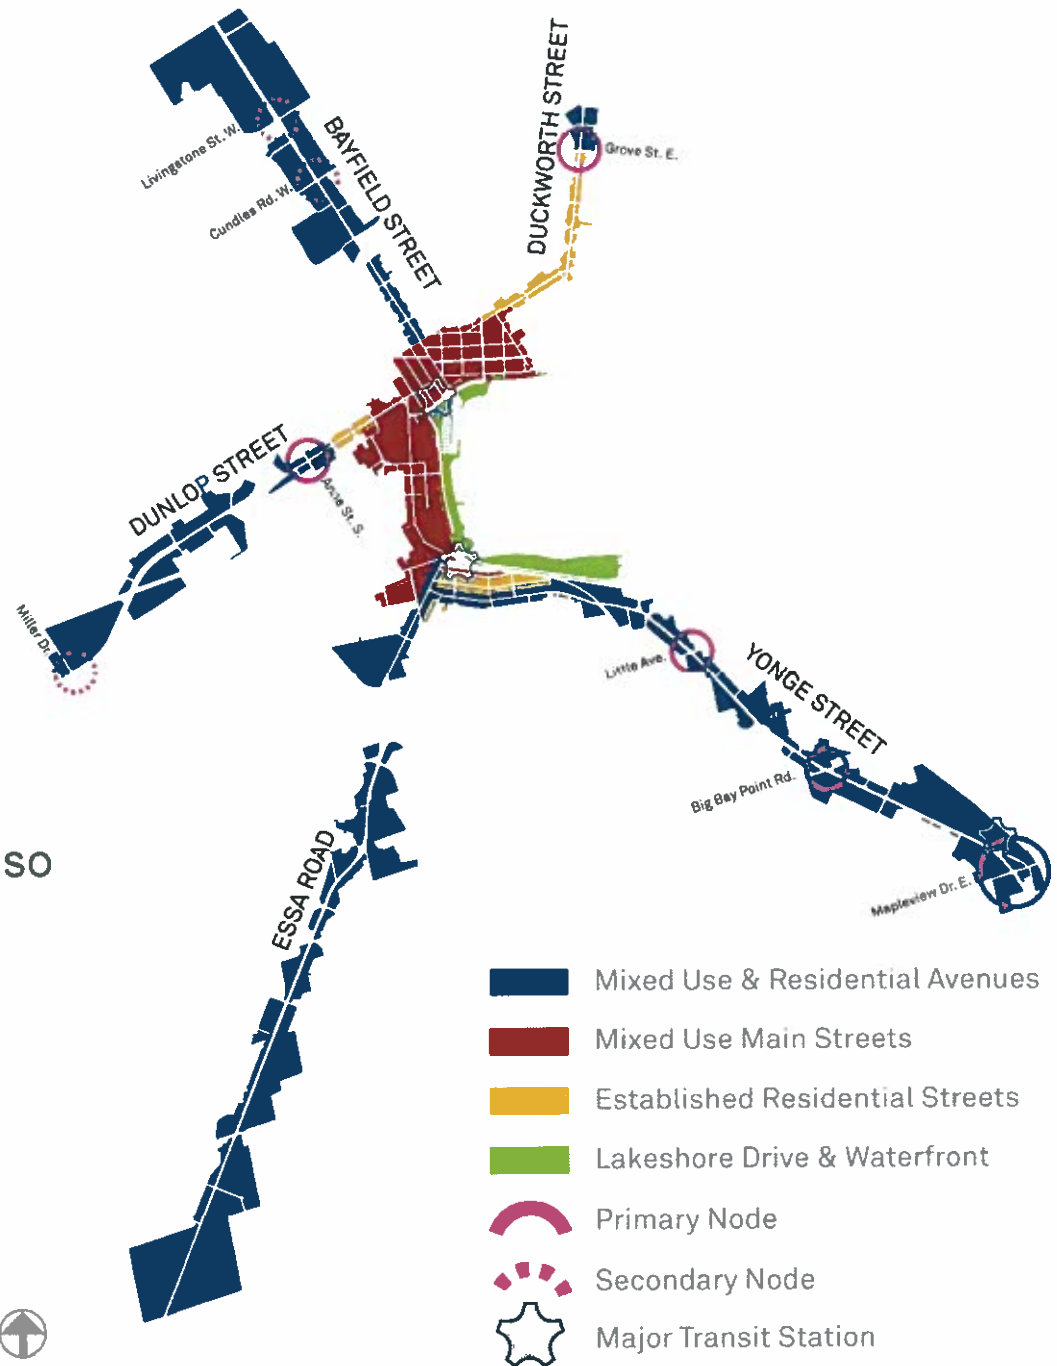 DUCKWORTH STREET
BAYFIELD STREET
Livingstone St. W.
Cundles Rd. W.
Grove St. E.
DUNLOP STREET
Anne St. S.
Miller Dr.
Little Ave.
YONGE STREET
Big Bay Point Rd.
Mapleview Dr. E.
ESSA ROAD
SO
Mixed Use & Residential Avenues
Mixed Use Main Streets
Established Residential Streets
Lakeshore Drive & Waterfront
Primary Node
Secondary Node
Major Transit Station